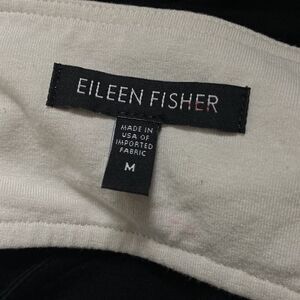 EILEEN FISHER
MADE IN
USA OF
IMPORTED
FABRIC
M